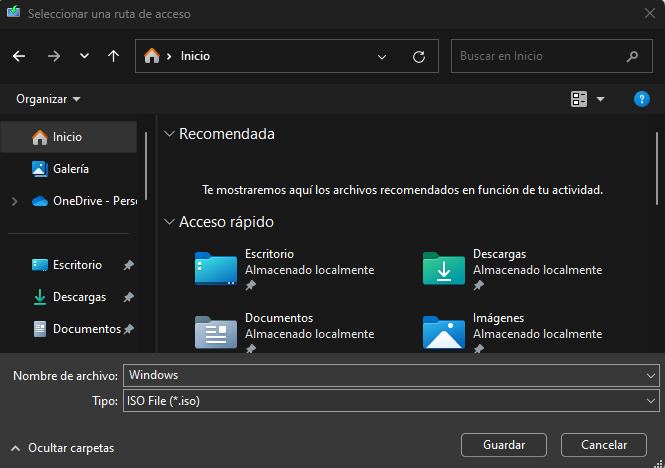 Seleccionar una ruta de acceso
Inicio
Buscar en Inicio
Organizar
?
Inicio
Galería
OneDrive - Perso
Escritorio
Descargas
Documentos
Recomendada
Te mostraremos aquí los archivos recomendados en función de tu actividad.
Acceso rápido
Escritorio
Almacenado localmente
Descargas
Almacenado localmente
Documentos
Almacenado localmente
Imágenes
Almacenado localmente
Nombre de archivo: Windows
Tipo: ISO File (*.iso)
Ocultar carpetas
Guardar
Cancelar